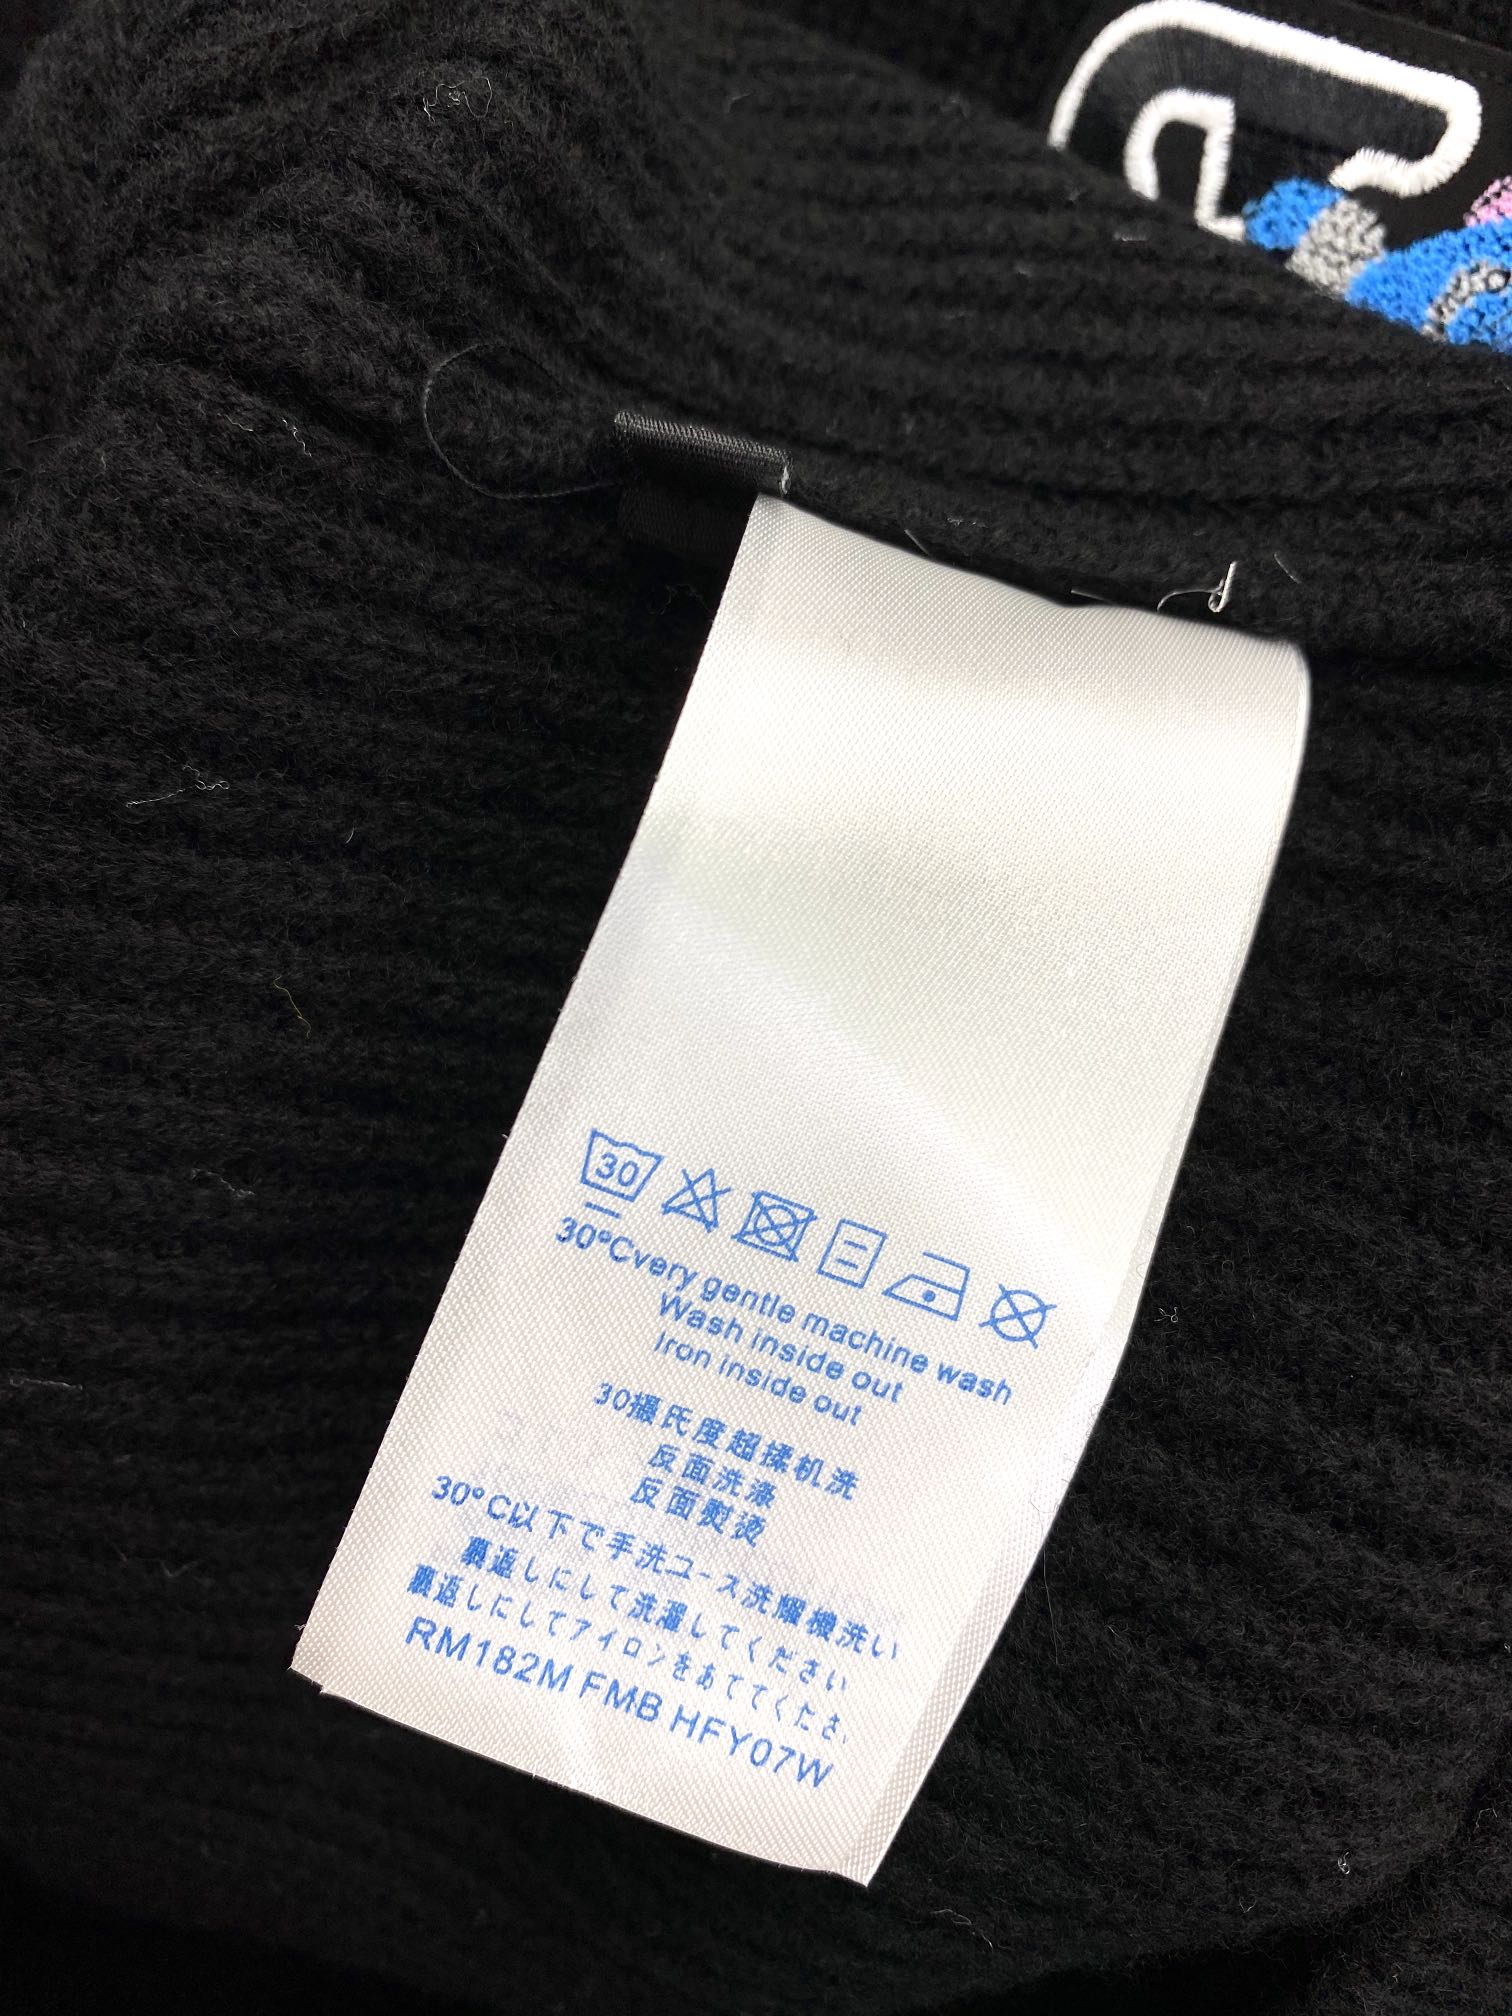 30
30°Cvery gentle machine wash
Wash inside out
Iron inside out
30摄氏度超揉机洗
反面洗涤
反面熨烫
30°C以下で手洗ユース洗耀機洗い
裏返しにして洗濯してください
裏返しにしてアイロンをあててくださ
RM182M FMB HFY07W